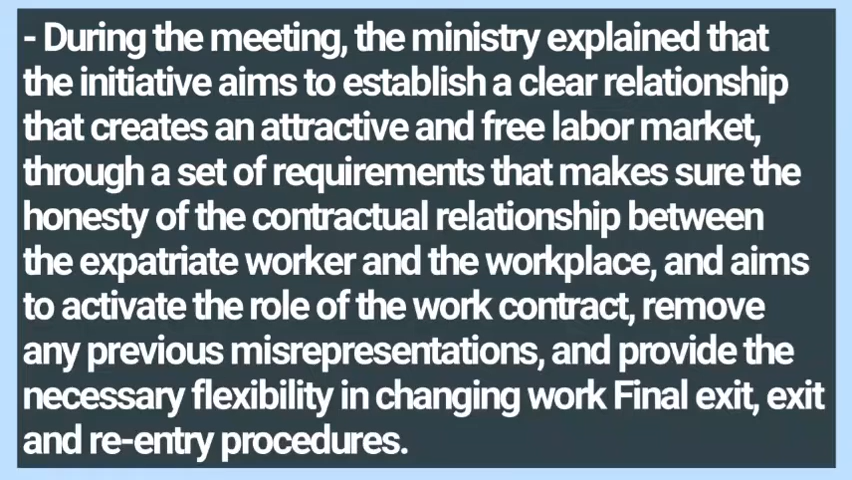 - During the meeting, the ministry explained that
the initiative aims to establish a clear relationship
that creates an attractive and free labor market,
through a set of requirements that makes sure the
honesty of the contractual relationship between
the expatriate worker and the workplace, and aims
to activate the role of the work contract, remove
any previous misrepresentations, and provide the
necessary flexibility in changing work Final exit, exit
and re-entry procedures.